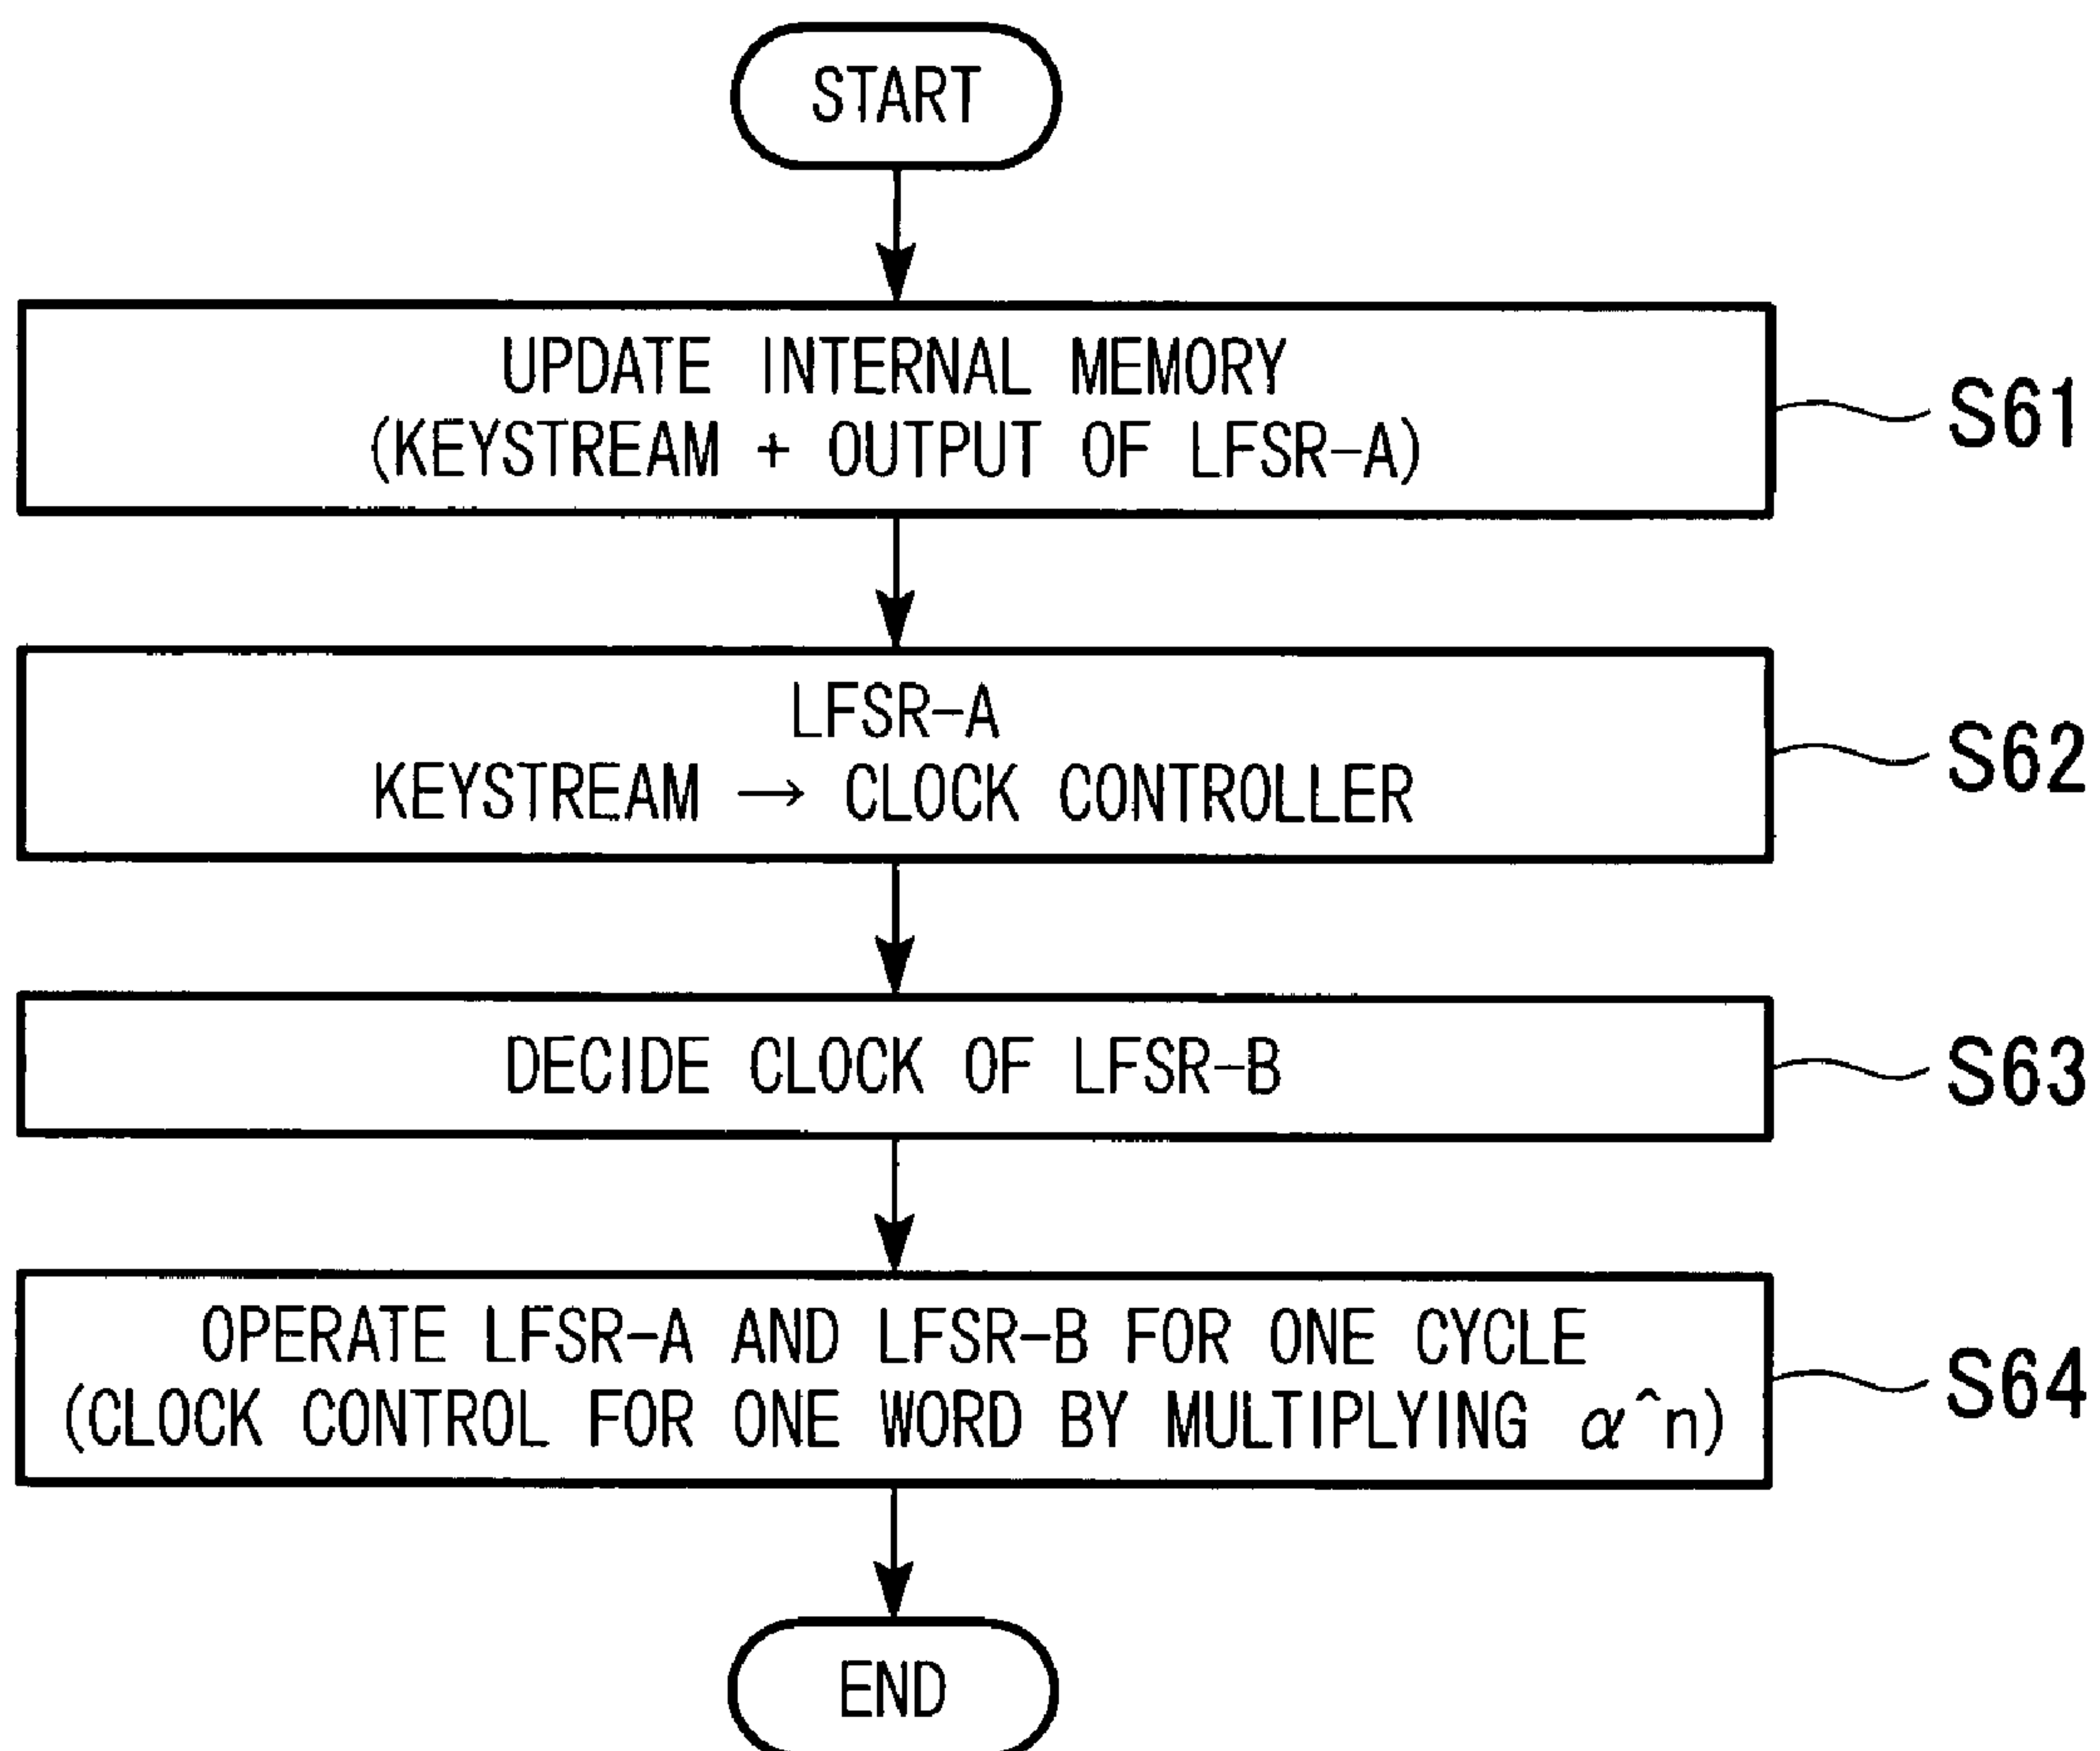 START
UPDATE INTERNAL MEMORY
(KEYSTREAM + OUTPUT OF LFSR-A)
S61
LFSR-A
KEYSTREAM → CLOCK CONTROLLER
S62
DECIDE CLOCK OF LFSR-B
S63
OPERATE LFSR-A AND LFSR-B FOR ONE CYCLE
(CLOCK CONTROL FOR ONE WORD BY MULTIPLYING α^n)
S64
END